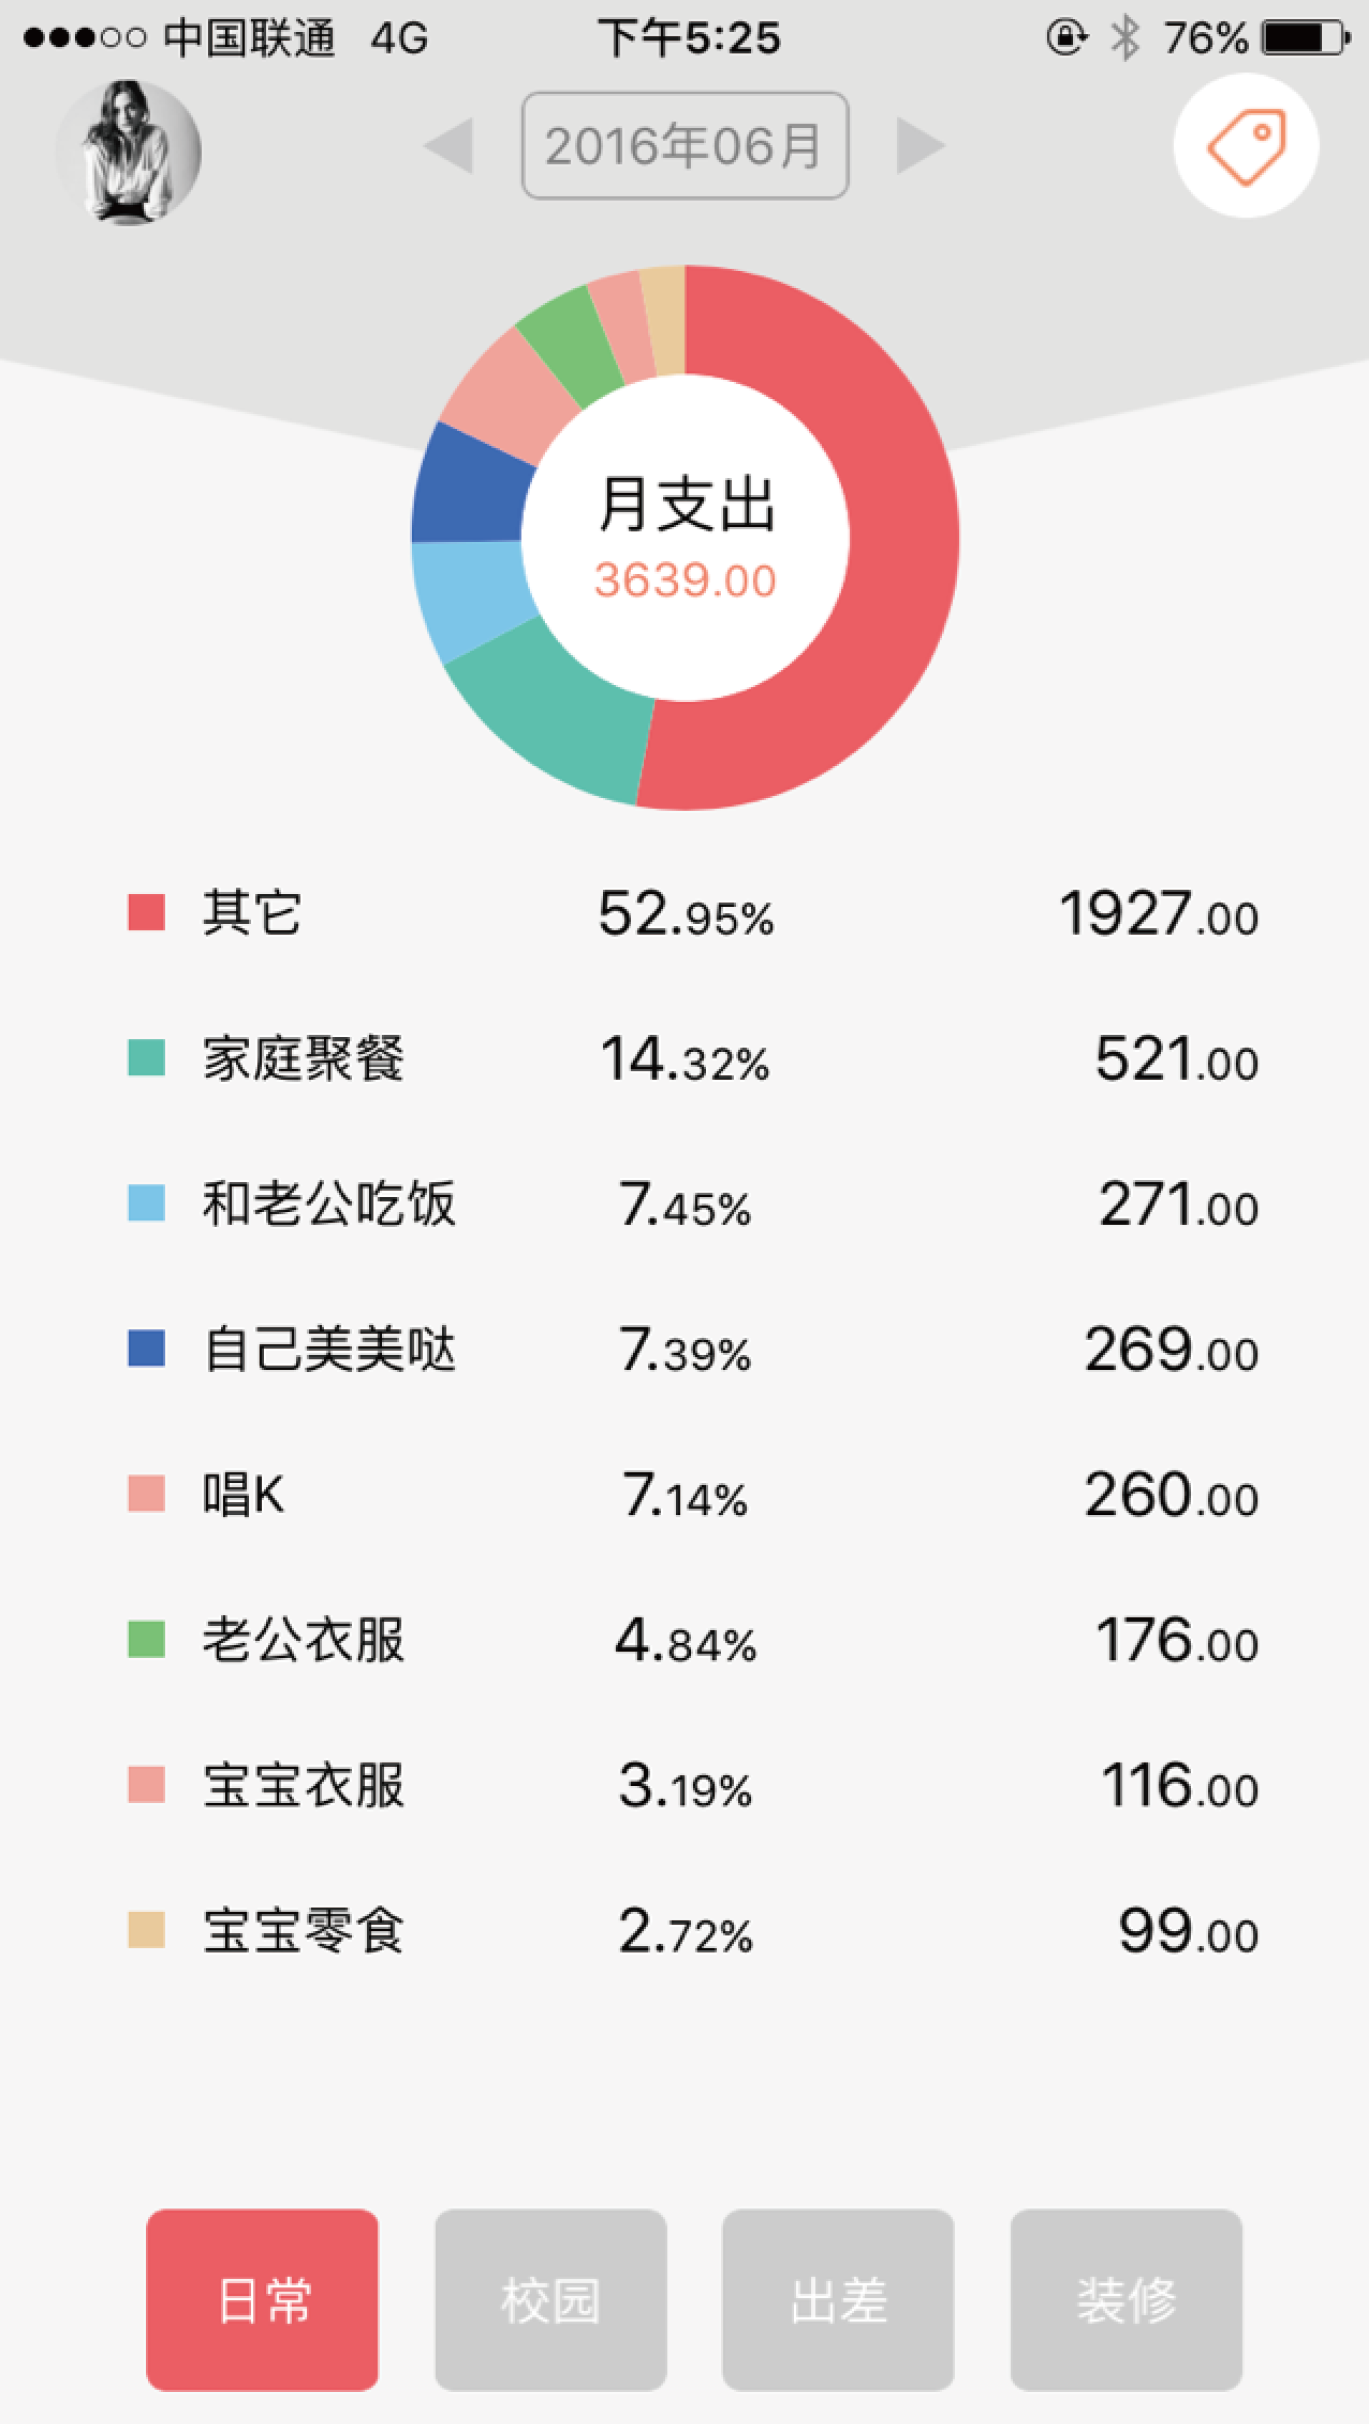 中国联通 4G 下午5:25 76%
2016年06月
月支出
3639.00
其它 52.95% 1927.00
家庭聚餐 14.32% 521.00
和老公吃饭 7.45% 271.00
自己美美哒 7.39% 269.00
唱K 7.14% 260.00
老公衣服 4.84% 176.00
宝宝衣服 3.19% 116.00
宝宝零食 2.72% 99.00
日常 校园 出差 装修